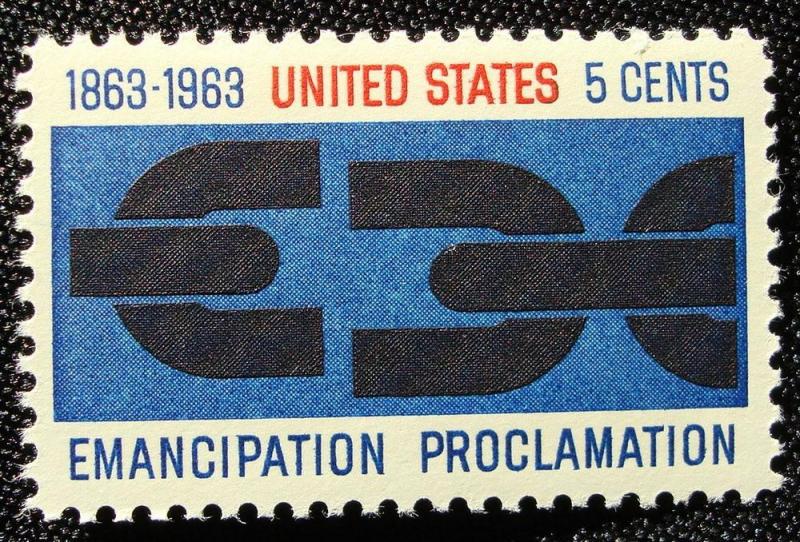 1863-1963 UNITED STATES 5 CENTS
EMANCIPATION PROCLAMATION